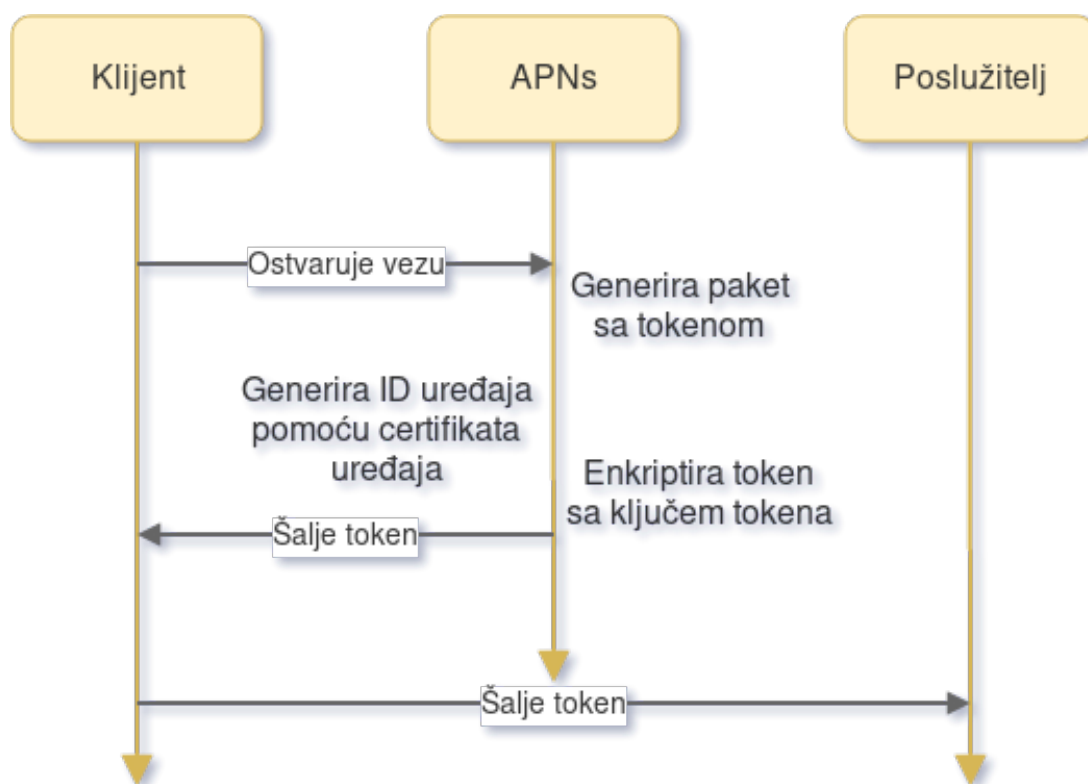 Klijent
APNs
Poslužitelj
Ostvaruje vezu
Generira paket
sa tokenom
Generira ID uređaja
pomoću certifikata
uređaja
Enkriptira token
sa ključem tokena
Šalje token
Šalje token